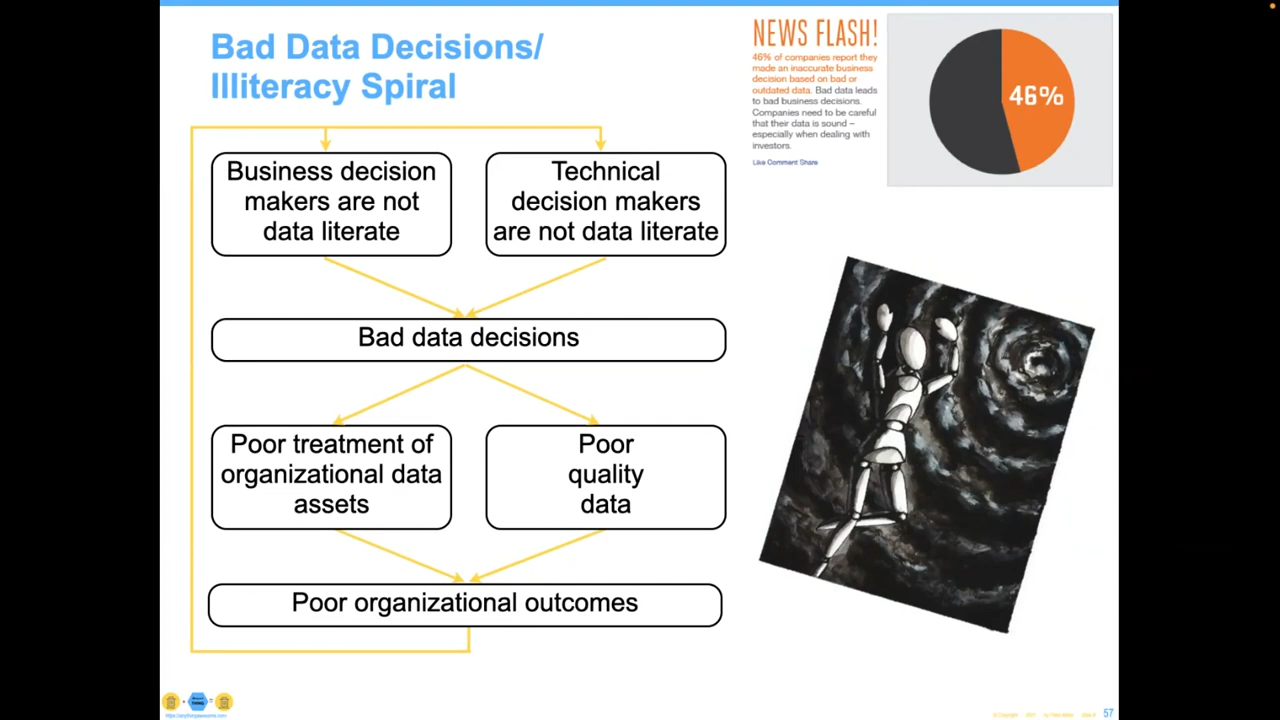 Bad Data Decisions/
Illiteracy Spiral
NEWS FLASH!
46% of companies report they
made an inaccurate business
decision based on bad or
outdated data. Bad data leads
to bad business decisions.
Companies need to be careful
that their data is sound –
especially when dealing with
investors.
Like Comment Share
46%
Business decision
makers are not
data literate
Technical
decision makers
are not data literate
Bad data decisions
Poor treatment of
organizational data
assets
Poor
quality
data
Poor organizational outcomes
57